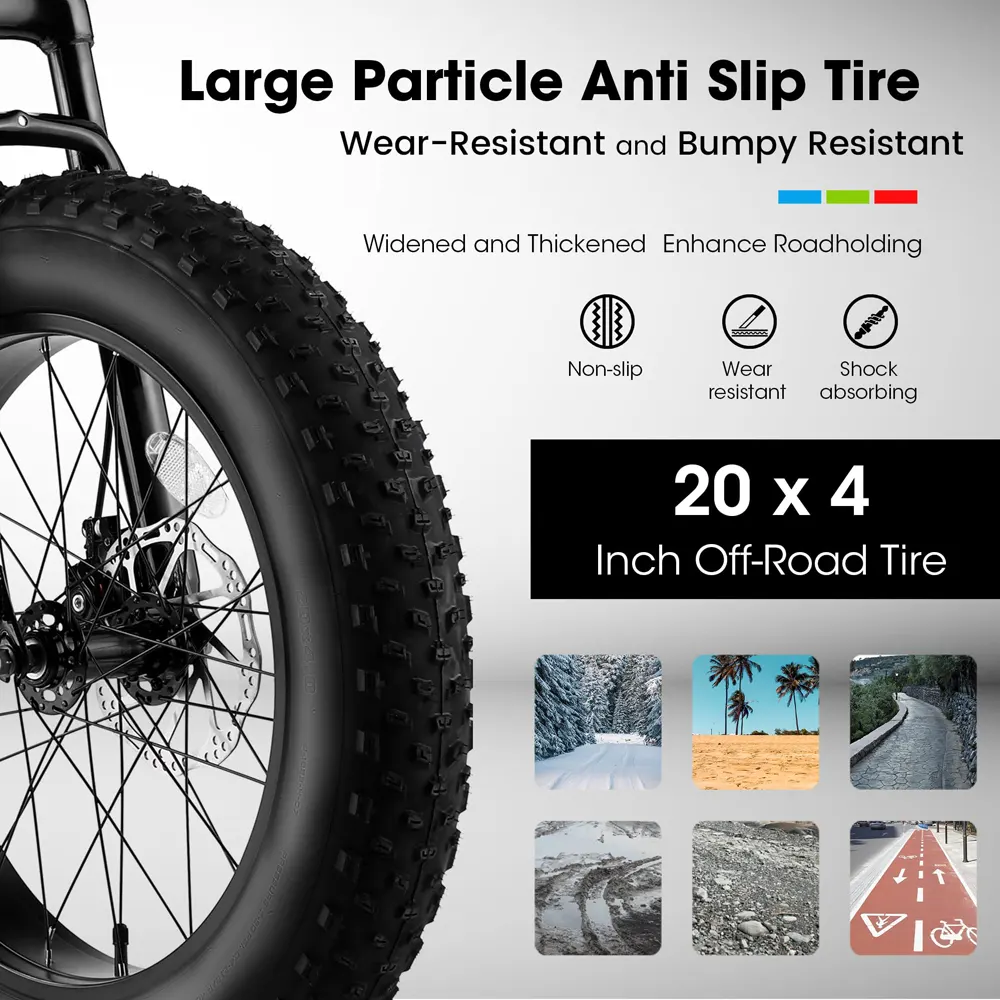 Large Particle Anti Slip Tire
Wear-Resistant and Bumpy Resistant
Widened and Thickened Enhance Roadholding
Non-slip
Wear
resistant
Shock
absorbing
20 x 4
Inch Off-Road Tire